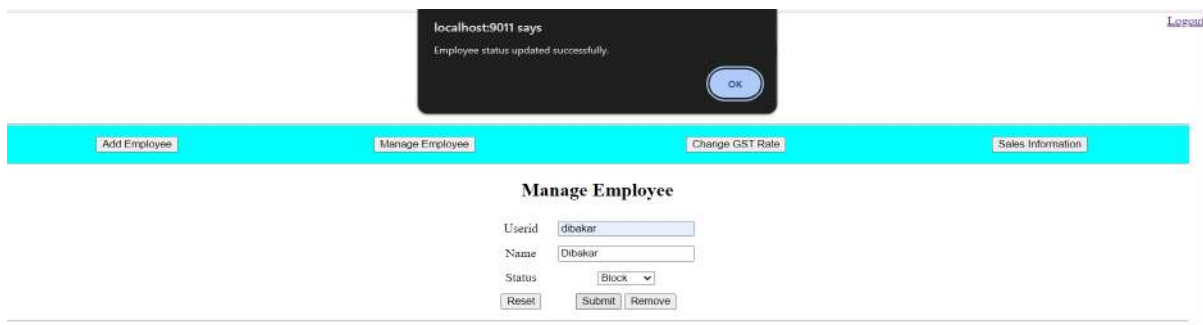 localhost:9011 says
Logout
Employee status updated successfully.
OK
Add Employee Manage Employee Change GST Rate Sales Information
Manage Employee
Userid dibakar
Name Dibakar
Status Block
Reset Submit Remove